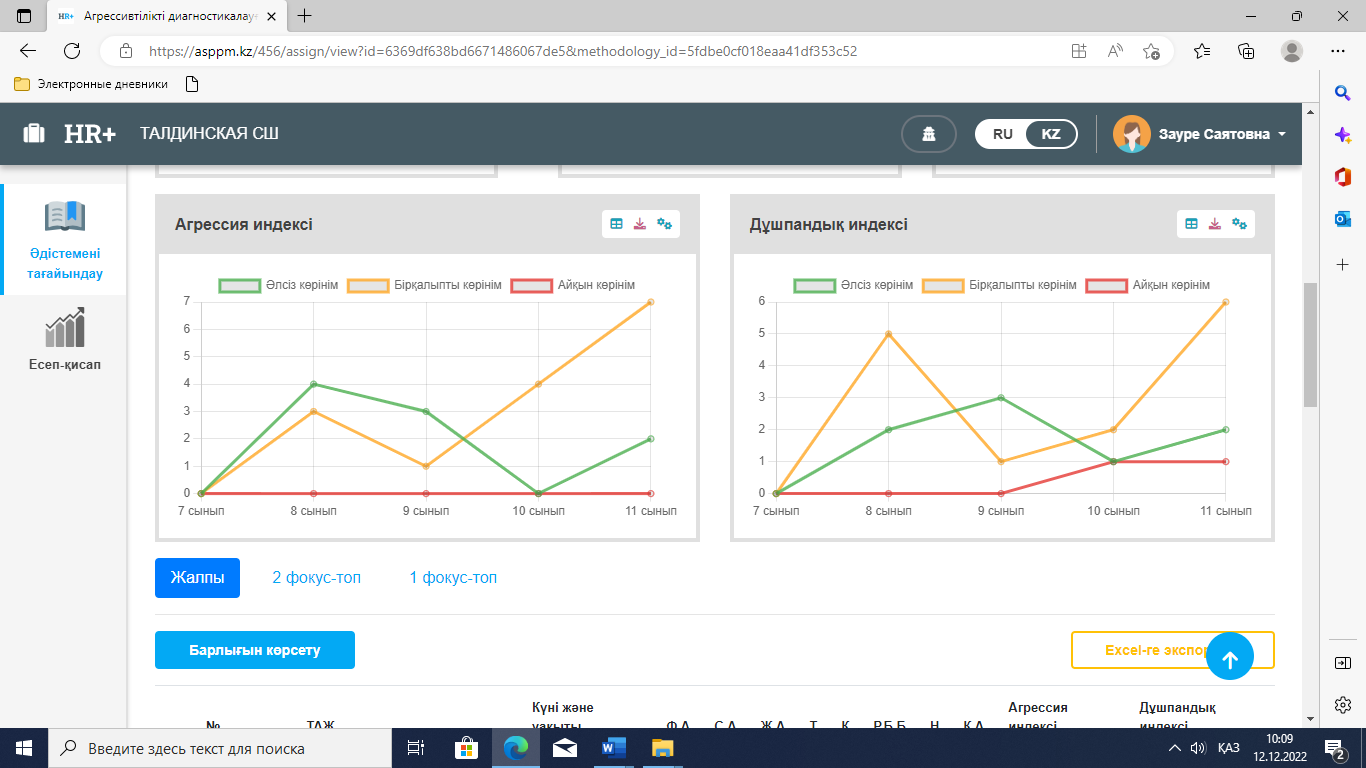 Агрессивтілікті диагностикалау
https://asppm.kz/456/assign/view?id=6369df638bd6671486067de5&methodology_id=5fdbe0cf018eaa41df353c52
Электронные дневники
HR+ ТАЛДИНСКАЯ СШ
RU KZ
Зауре Саятовна
Әдістемені
тағайындау
Есеп-қисап
Агрессия индексі
Әлсіз көрінім Бірқалыпты көрінім Айқын көрінім
7
6
5
4
3
2
1
0
7 сынып 8 сынып 9 сынып 10 сынып 11 сынып
Дұшпандық индексі
Әлсіз көрінім Бірқалыпты көрінім Айқын көрінім
6
5
4
3
2
1
0
7 сынып 8 сынып 9 сынып 10 сынып 11 сынып
Жалпы 2 фокус-топ 1 фокус-топ
Барлығын көрсету
Excel-ге экспо
Күні және Агрессия Дұшпандық
№ ТАЖ уақыты Ф.А С.А Ж.А Т. К. Р.Б.Б. Н. К.А индексі индексі
Введите здесь текст для поиска
ҚАЗ
10:09
12.12.2022
2